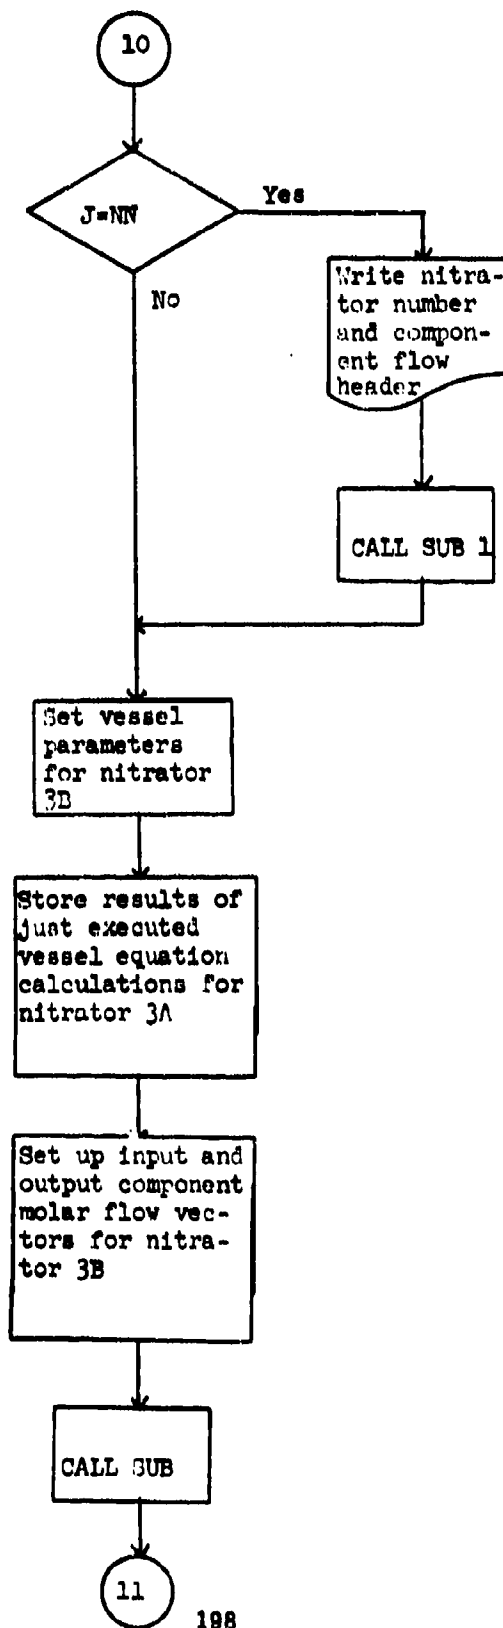 10
J=NN
Yes
No
Write nitra-
tor number
and compon-
ent flow
header
CALL SUB 1
Set vessel
parameters
for nitrator
3B
Store results of
just executed
vessel equation
calculations for
nitrator 3A
Set up input and
output component
molar flow vec-
tors for nitra-
tor 3B
CALL SUB
11
198